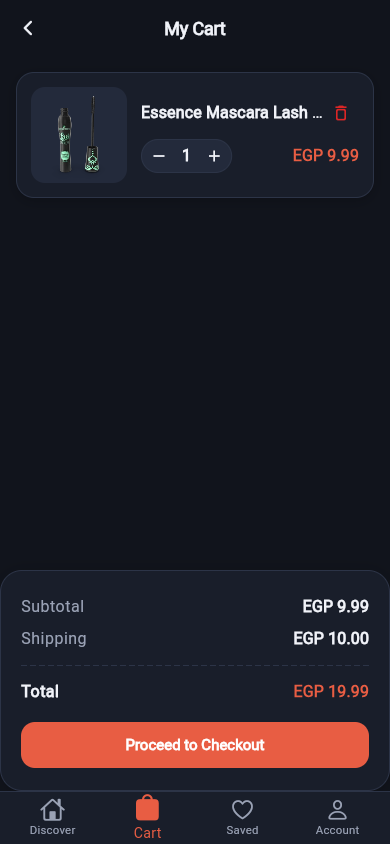 My Cart
Essence Mascara Lash ...
1
EGP 9.99
Subtotal
EGP 9.99
Shipping
EGP 10.00
Total
EGP 19.99
Proceed to Checkout
Discover
Cart
Saved
Account